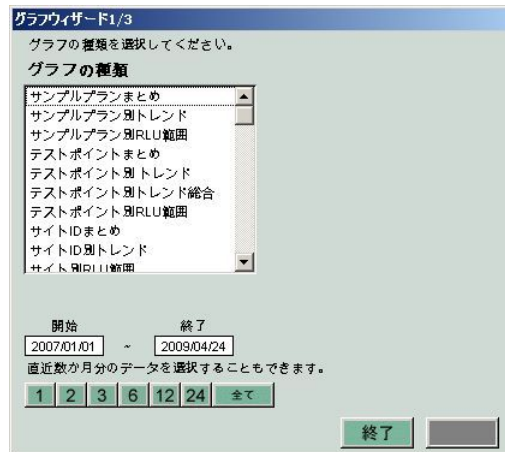 グラフウィザード1/3
グラフの種類を選択してください。
グラフの種類
サンプルプランまとめ
サンプルプラン別トレンド
サンプルプラン別RLU範囲
テストポイントまとめ
テストポイント別トレンド
テストポイント別トレンド総合
テストポイント別RLU範囲
サイトIDまとめ
サイトID別トレンド
サイト別RLU範囲
開始 終了
2007/01/01 ~ 2009/04/24
直近数か月分のデータを選択することもできます。
1 2 3 6 12 24 全て
終了